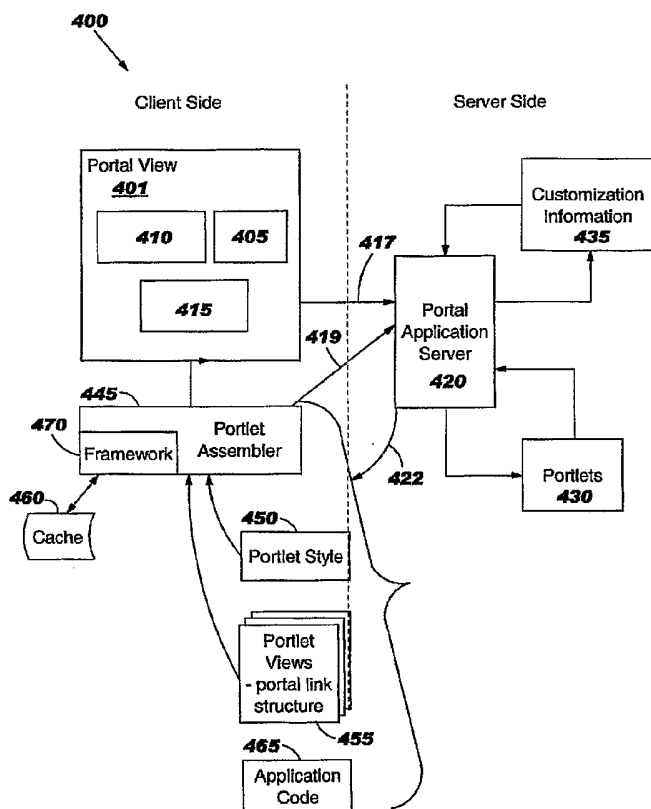 400
Client Side
Server Side
Portal View
401
410
405
415
417
419
Customization
Information
435
Portal
Application
Server
420
422
Portlets
430
445
470
Portlet
Assembler
Framework
460
Cache
450
Portlet Style
Portlet
Views
- portal link
structure
455
465
Application
Code